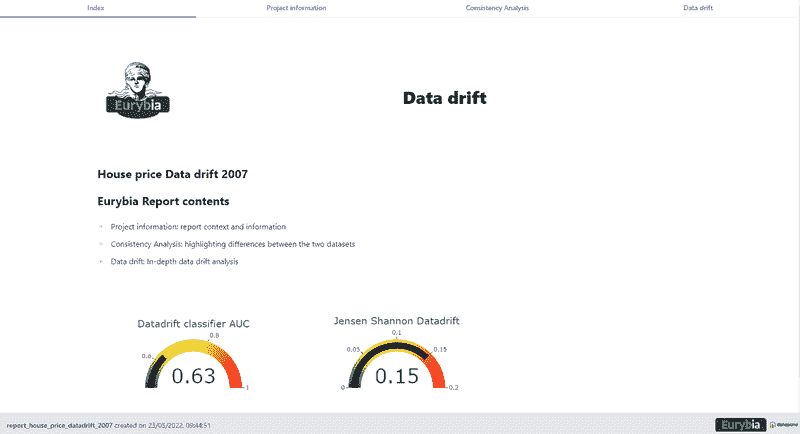 Index
Project information
Consistency Analysis
Data drift
Eurybia
Data drift
House price Data drift 2007
Eurybia Report contents
Project information: report context and information
Consistency Analysis: highlighting differences between the two datasets
Data drift: In-depth data drift analysis
Datadrift classifier AUC
0.8
0.6
0.63
1
Jensen Shannon Datadrift
0.1
0.05
0.15
0.15
0
0.2
report_house_price_datadrift_2007 created on 23/05/2022, 09:44:51
Eurybia